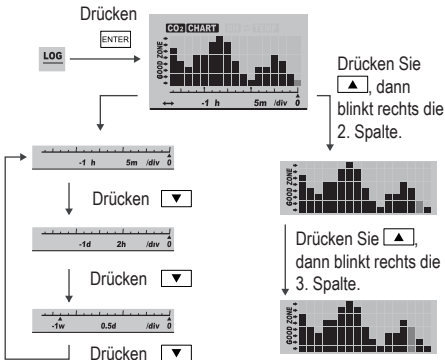 Drücken
ENTER
LOG
CO2 CHART
GOOD ZONE
-1 h 5m /div 0
Drücken Sie
▲, dann
blinkt rechts die
2. Spalte.
-1 h 5m /div 0
Drücken ▼
-1d 2h /div 0
Drücken ▼
-1w 0.5d /div 0
Drücken ▼
GOOD ZONE
Drücken Sie ▲,
dann blinkt rechts die
3. Spalte.
GOOD ZONE